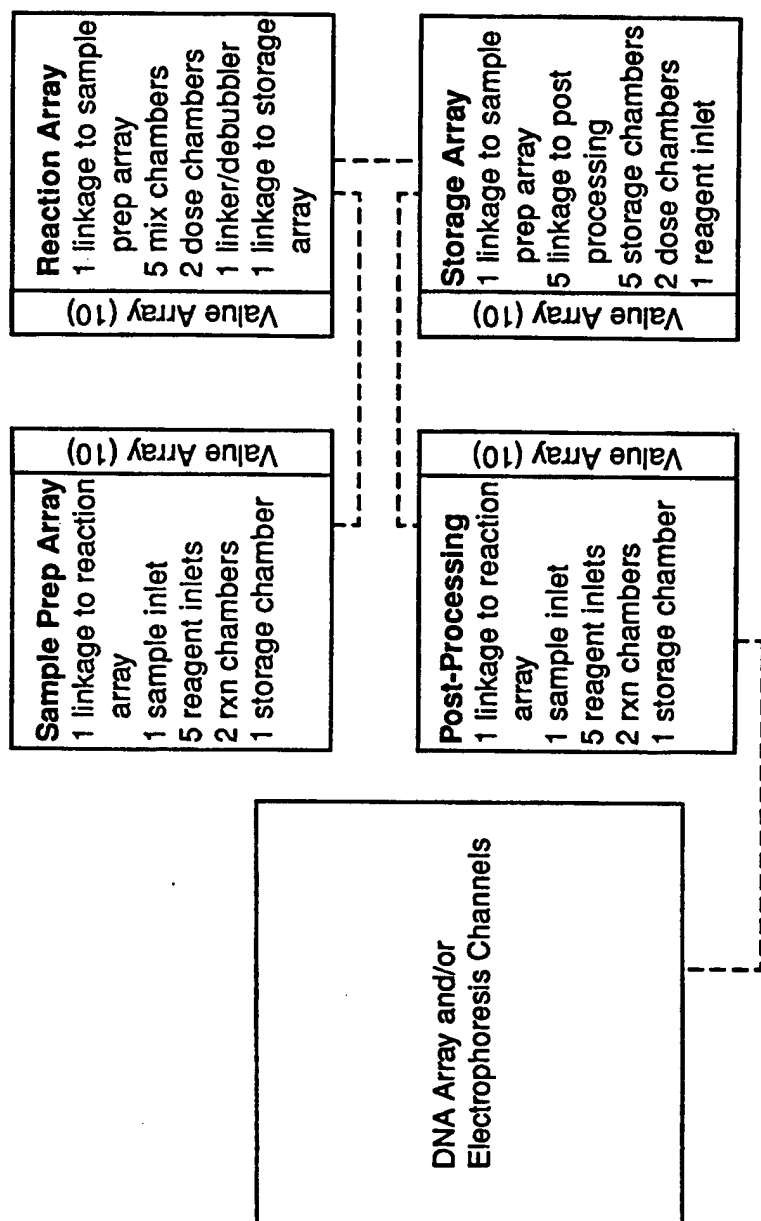 Sample Prep Array
1 linkage to reaction
array
1 sample inlet
5 reagent inlets
2 rxn chambers
1 storage chamber
Value Array (10)
Value Array (10)
Reaction Array
1 linkage to sample
prep array
5 mix chambers
2 dose chambers
1 linker/debubbler
1 linkage to storage
array
DNA Array and/or
Electrophoresis Channels
Post-Processing
1 linkage to reaction
array
1 sample inlet
5 reagent inlets
2 rxn chambers
1 storage chamber
Value Array (10)
Value Array (10)
Storage Array
1 linkage to sample
prep array
5 linkage to post
processing
5 storage chambers
2 dose chambers
1 reagent inlet